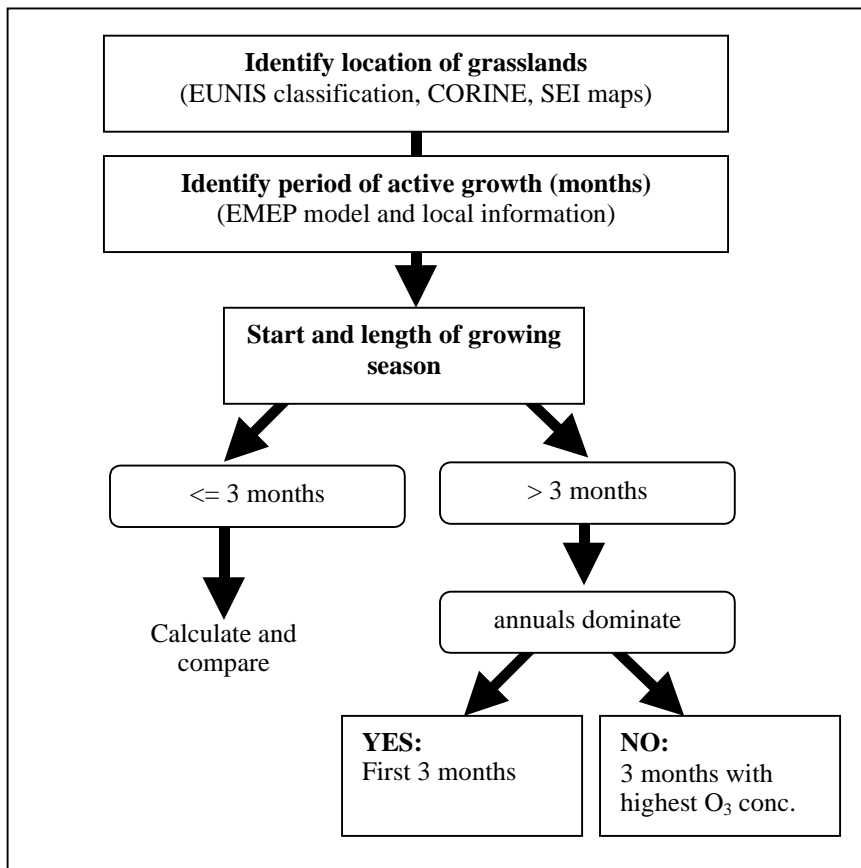 Identify location of grasslands
(EUNIS classification, CORINE, SEI maps)
Identify period of active growth (months)
(EMEP model and local information)
Start and length of growing
season
<= 3 months
> 3 months
Calculate and
compare
annuals dominate
YES:
First 3 months
NO:
3 months with
highest O₃ conc.